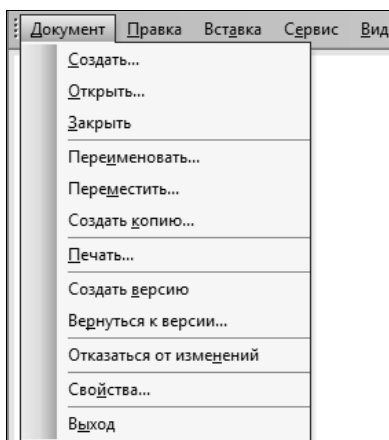 Документ Правка Вставка Сервис Вид
Создать...
Открыть...
Закрыть
Переименовать...
Переместить...
Создать копию...
Печать...
Создать версию
Вернуться к версии...
Отказаться от изменений
Свойства...
Выход